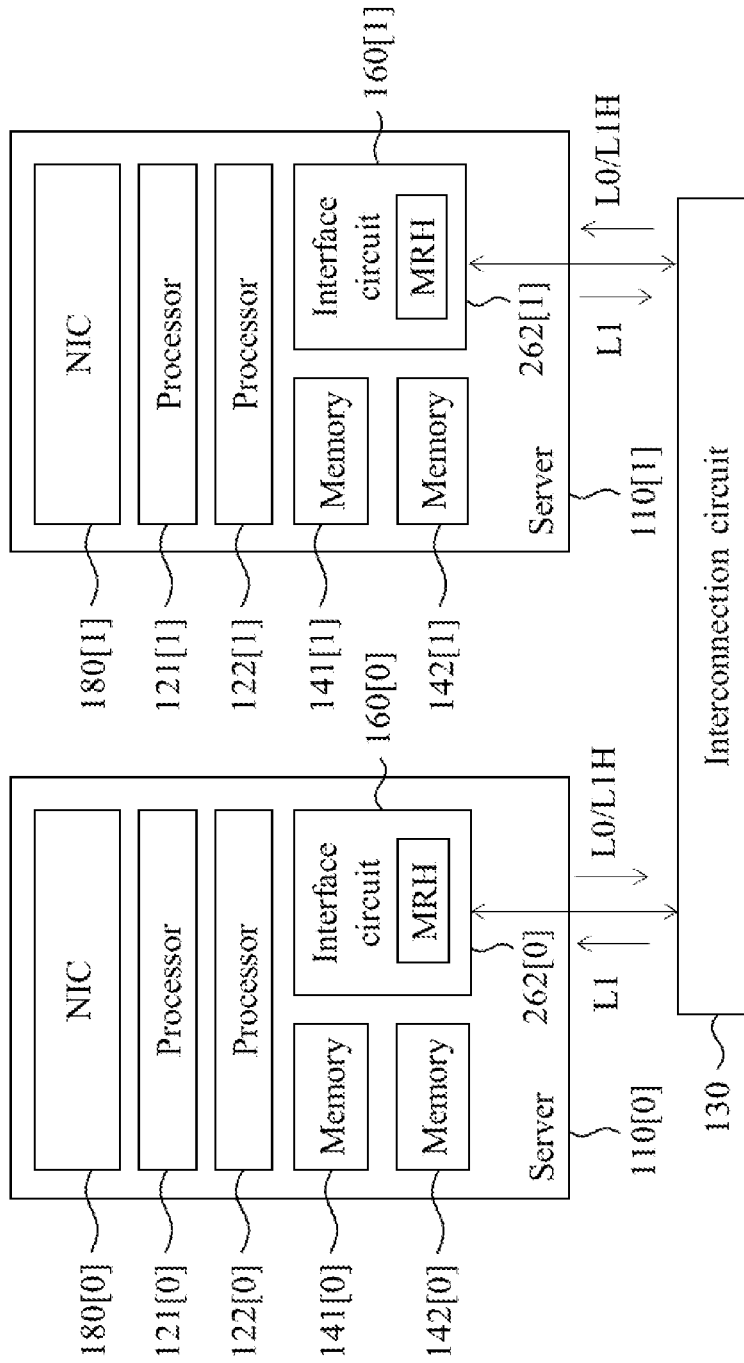 180[0]
NIC
121[0]
Processor
122[0]
Processor
141[0]
Memory
Interface
circuit
MRH
160[0]
142[0]
Memory
262[0]
Server
110[0]
L1
L0/L1H
180[1]
NIC
121[1]
Processor
122[1]
Processor
141[1]
Memory
Interface
circuit
MRH
160[1]
142[1]
Memory
262[1]
Server
110[1]
L1
L0/L1H
130
Interconnection circuit